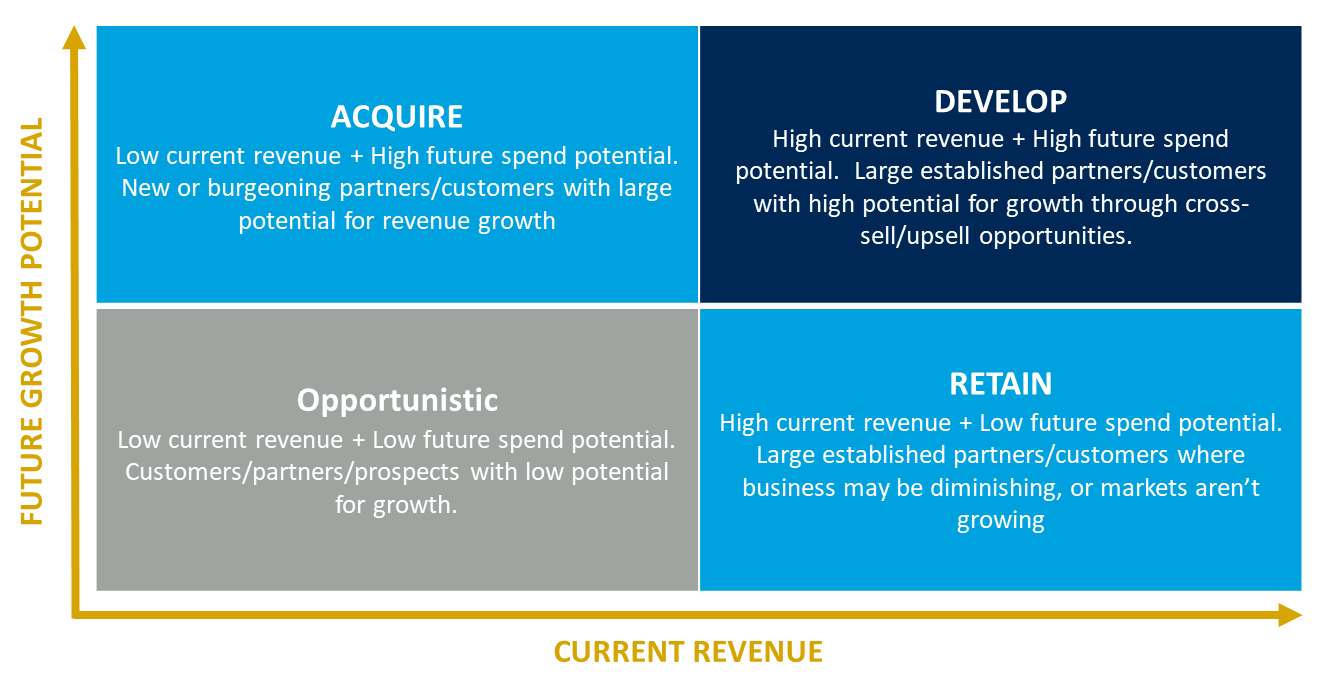 FUTURE GROWTH POTENTIAL
ACQUIRE
Low current revenue + High future spend potential.
New or burgeoning partners/customers with large
potential for revenue growth
DEVELOP
High current revenue + High future spend
potential.  Large established partners/customers
with high potential for growth through cross-
sell/upsell opportunities.
Opportunistic
Low current revenue + Low future spend potential.
Customers/partners/prospects with low potential
for growth.
RETAIN
High current revenue + Low future spend potential.
Large established partners/customers where
business may be diminishing, or markets aren’t
growing
CURRENT REVENUE